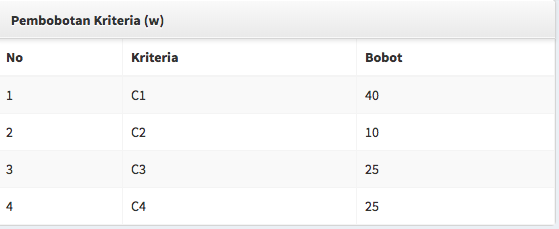 Pembobotan Kriteria (w)
No Kriteria Bobot
1 C1 40
2 C2 10
3 C3 25
4 C4 25